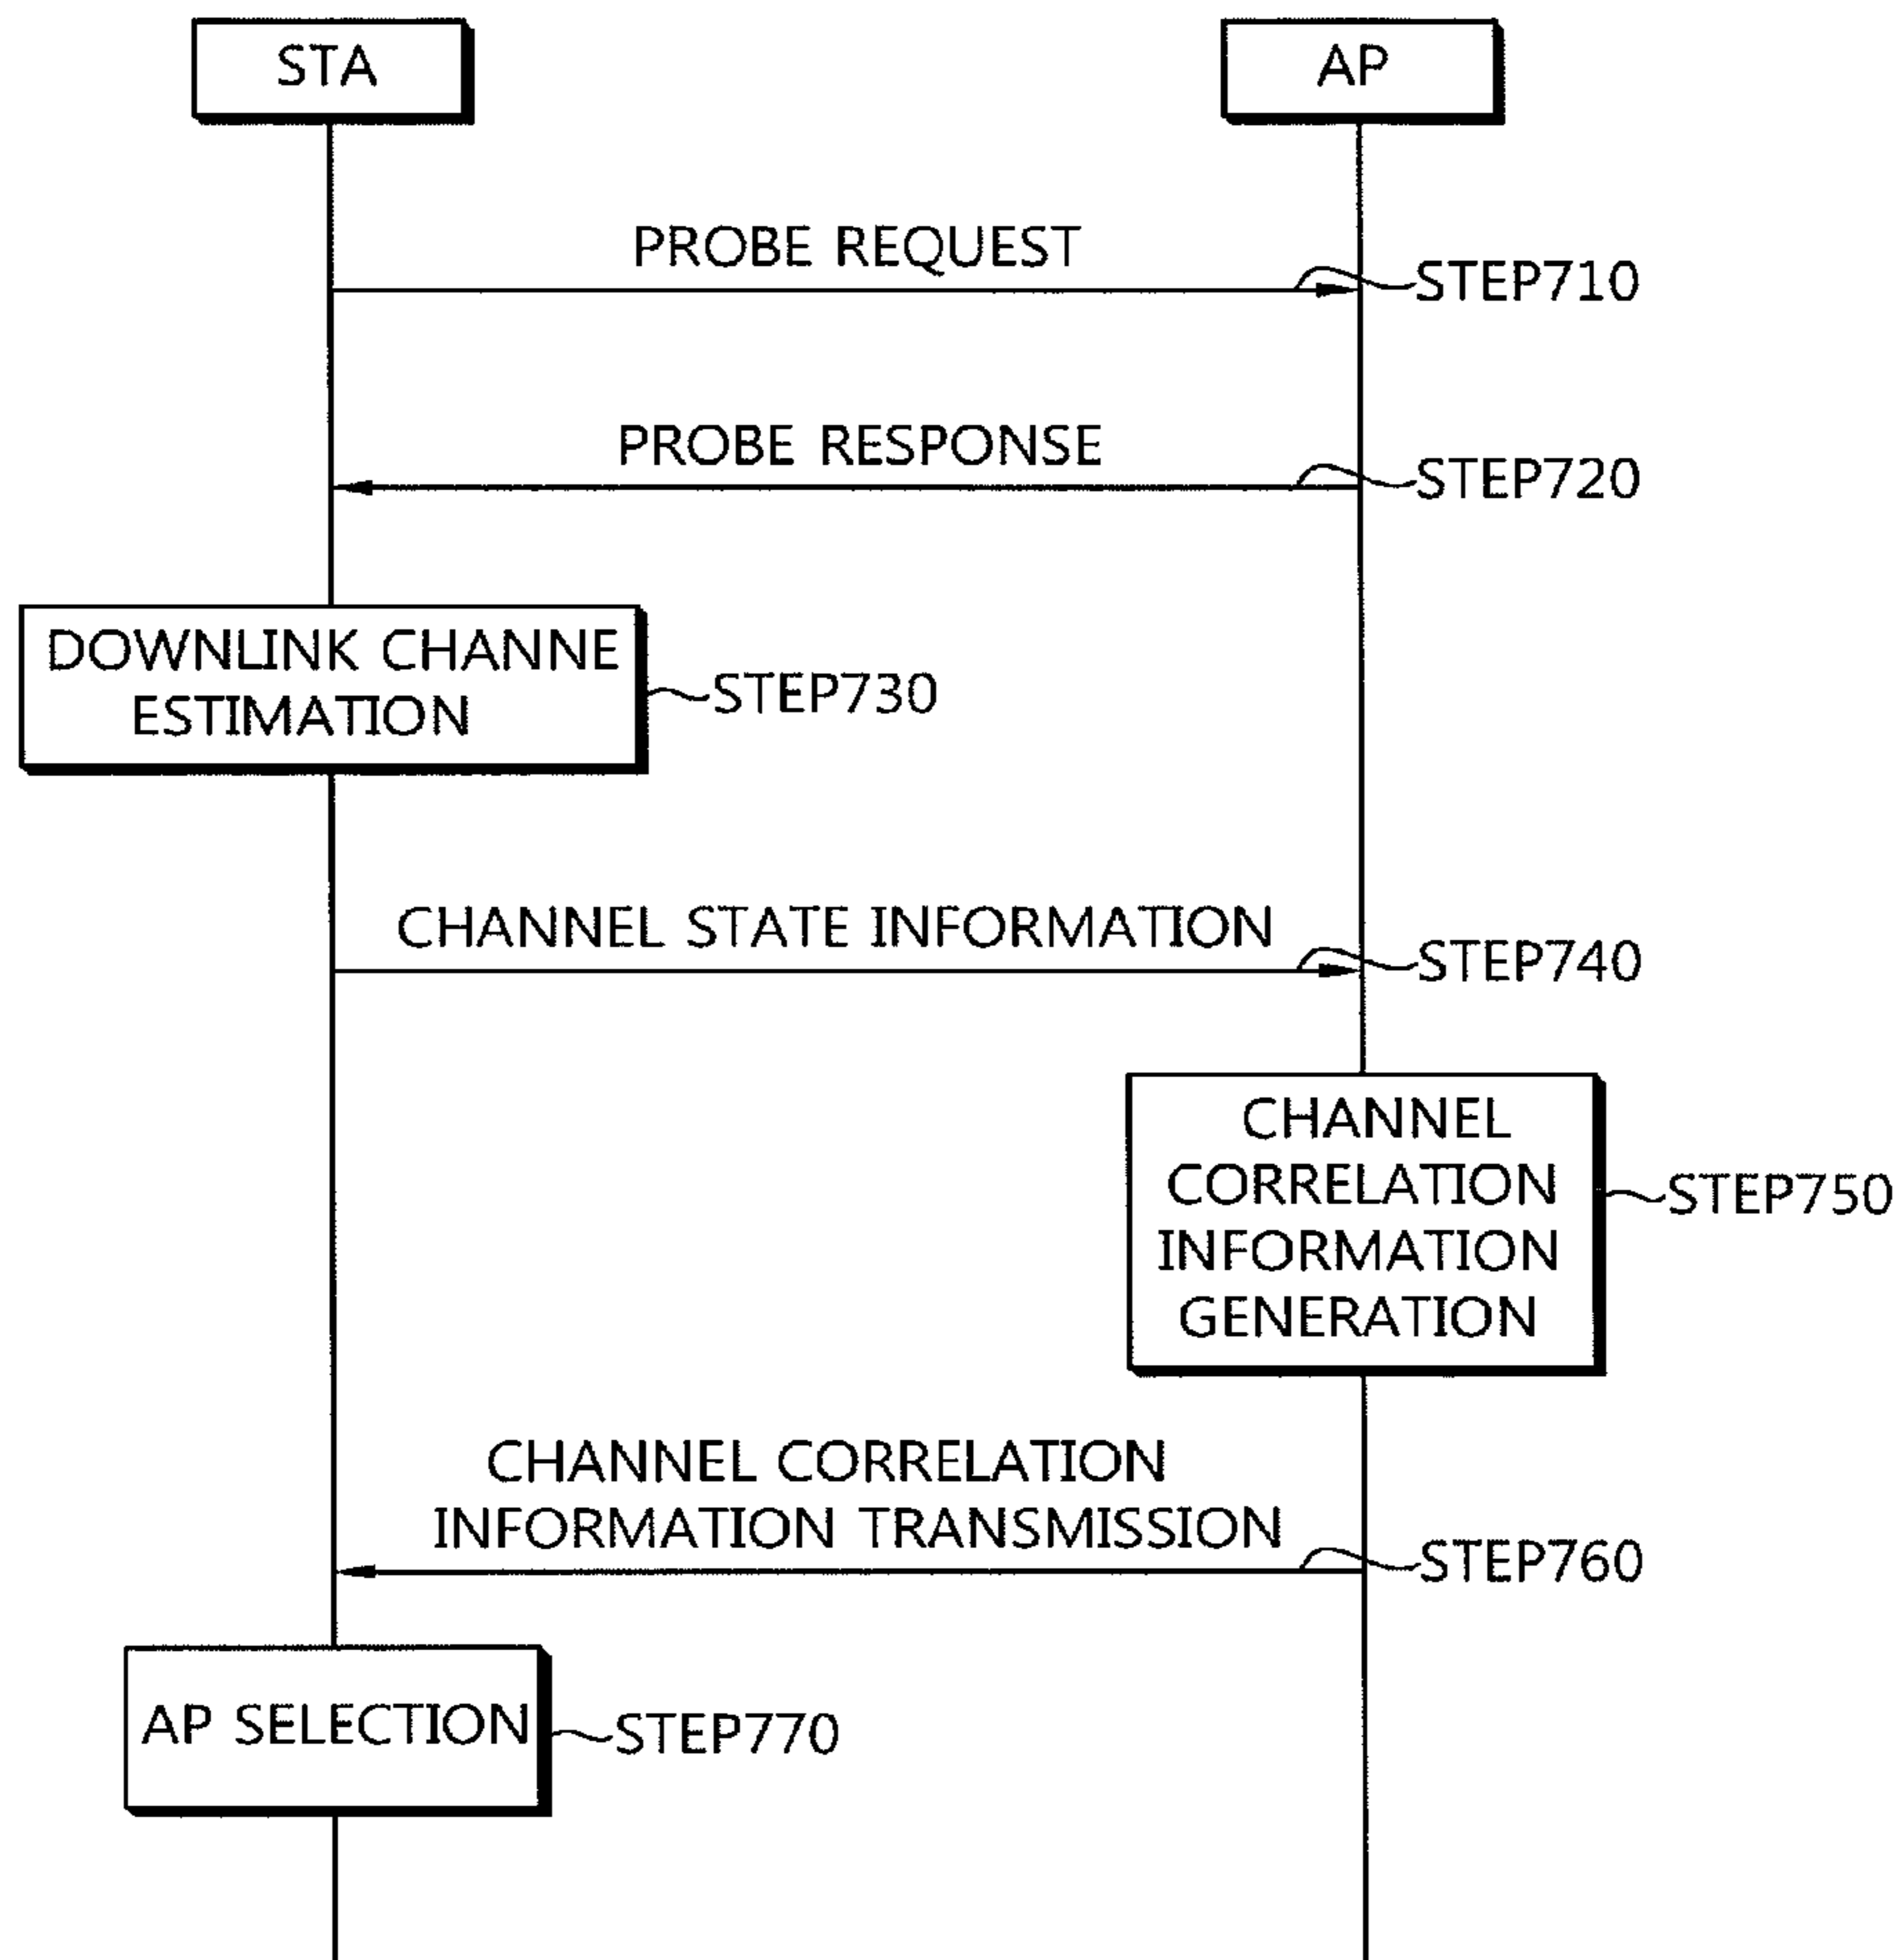 STA
AP
PROBE REQUEST
STEP710
PROBE RESPONSE
STEP720
DOWNLINK CHANNE
ESTIMATION
STEP730
CHANNEL STATE INFORMATION
STEP740
CHANNEL
CORRELATION
INFORMATION
GENERATION
STEP750
CHANNEL CORRELATION
INFORMATION TRANSMISSION
STEP760
AP SELECTION
STEP770